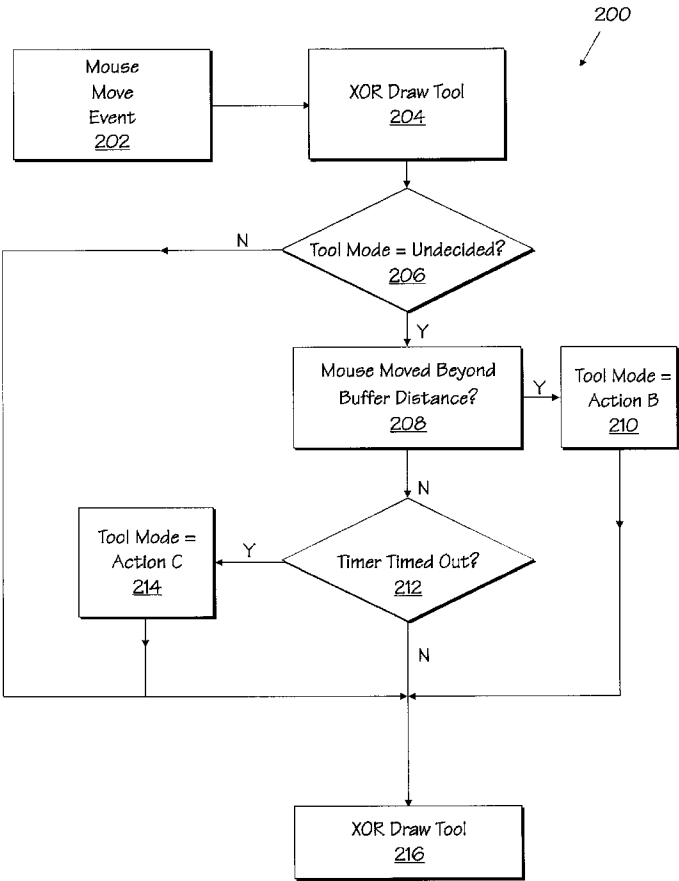 200
Mouse
Move
Event
202
XOR Draw Tool
204
N
Tool Mode = Undecided?
206
Y
Mouse Moved Beyond
Buffer Distance?
208
Y
Tool Mode =
Action B
210
N
Tool Mode =
Action C
214
Y
Timer Timed Out?
212
N
XOR Draw Tool
216